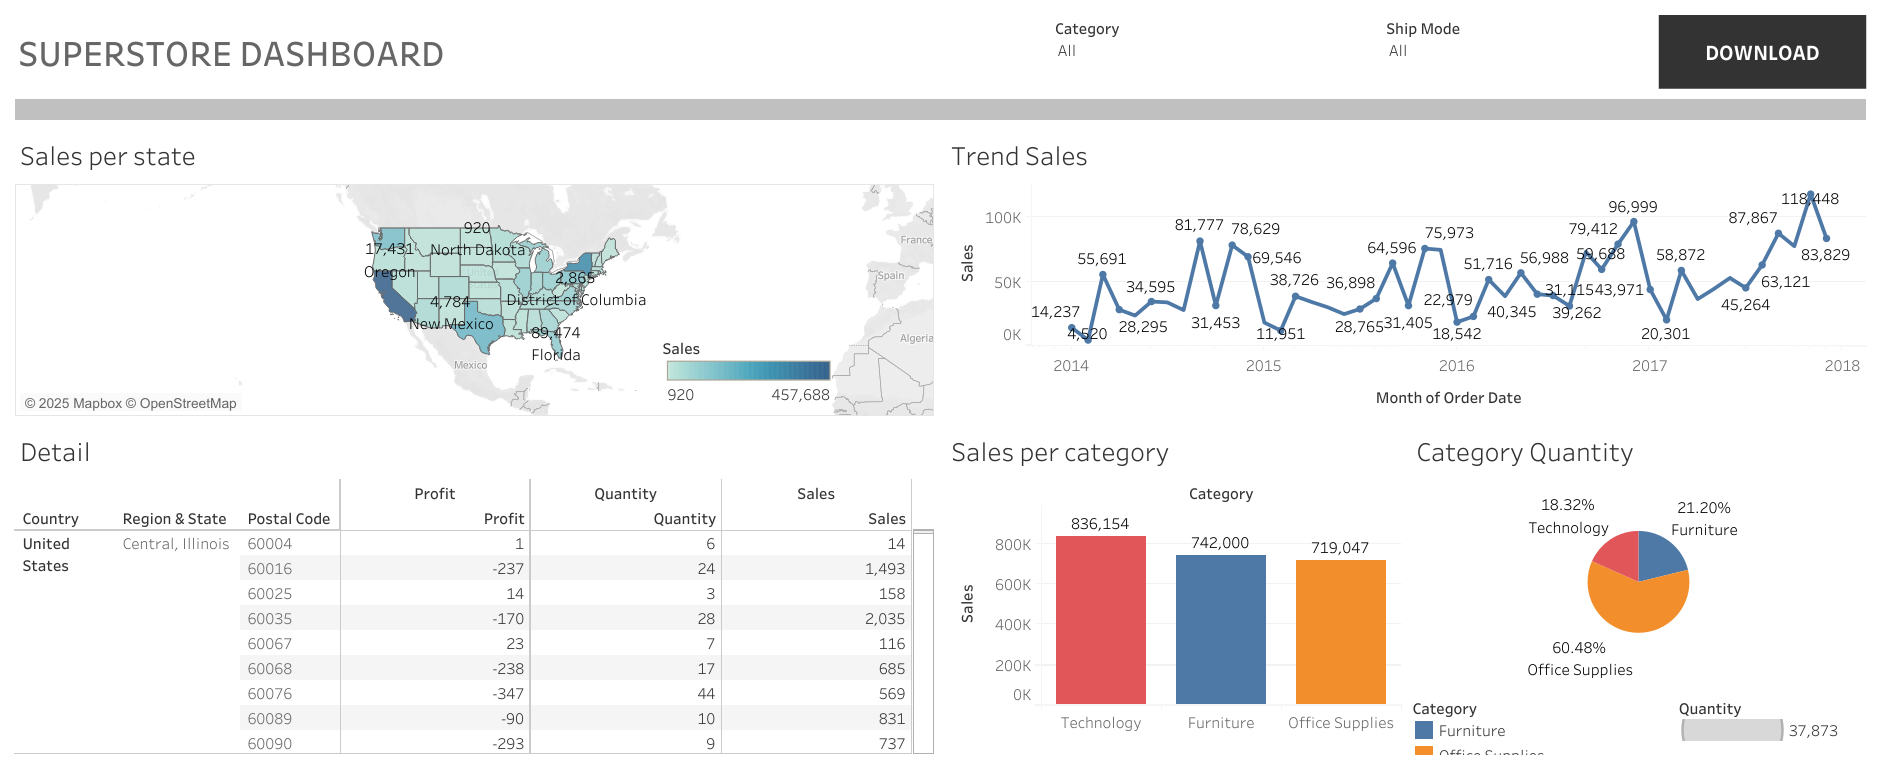 SUPERSTORE DASHBOARD
Category
All
Ship Mode
All
DOWNLOAD
Sales per state
920
17,431
North Dakota
Oregon
2,865
4,784
District of Columbia
New Mexico
89,474
Florida
Mexico
France
Spain
Algeria
Sales
920 457,688
© 2025 Mapbox © OpenStreetMap
Trend Sales
Sales
100K
50K
0K
14,237
4,520
55,691
28,295
34,595
81,777
31,453
78,629
69,546
11,951
38,726
36,898
28,765
64,596
31,405
75,973
22,979
18,542
51,716
40,345
56,988
31,115
39,262
79,412
59,688
96,999
43,971
20,301
58,872
45,264
63,121
87,867
118,448
83,829
2014 2015 2016 2017 2018
Month of Order Date
Detail
Profit Quantity Sales
Country Region & State Postal Code Profit Quantity Sales
United States Central, Illinois 60004 1 6 14
60016 -237 24 1,493
60025 14 3 158
60035 -170 28 2,035
60067 23 7 116
60068 -238 17 685
60076 -347 44 569
60089 -90 10 831
60090 -293 9 737
Sales per category
Category
Sales
800K
600K
400K
200K
0K
836,154
742,000
719,047
Technology Furniture Office Supplies
Category Quantity
18.32%
Technology
21.20%
Furniture
60.48%
Office Supplies
Category
Furniture
Office Supplies
Quantity
37,873